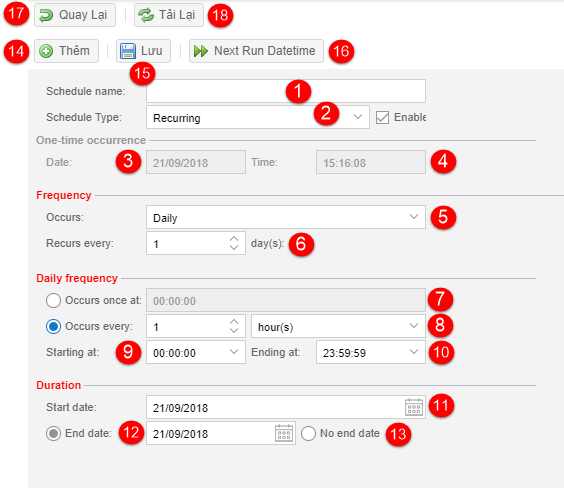 17 Quay Lại Tải Lại 18
14 Thêm Lưu Next Run Datetime 16
15
Schedule name: 1
Schedule Type: Recurring 2 Enable
One-time occurrence
Date: 3 21/09/2018 Time: 15:16:08 4
Frequency
Occurs: Daily 5
Recurs every: 1 day(s): 6
Daily frequency
Occurs once at: 00:00:00 7
Occurs every: 1 hour(s) 8
Starting at: 9 00:00:00 Ending at: 23:59:59 10
Duration
Start date: 21/09/2018 11
End date: 12 21/09/2018 No end date 13